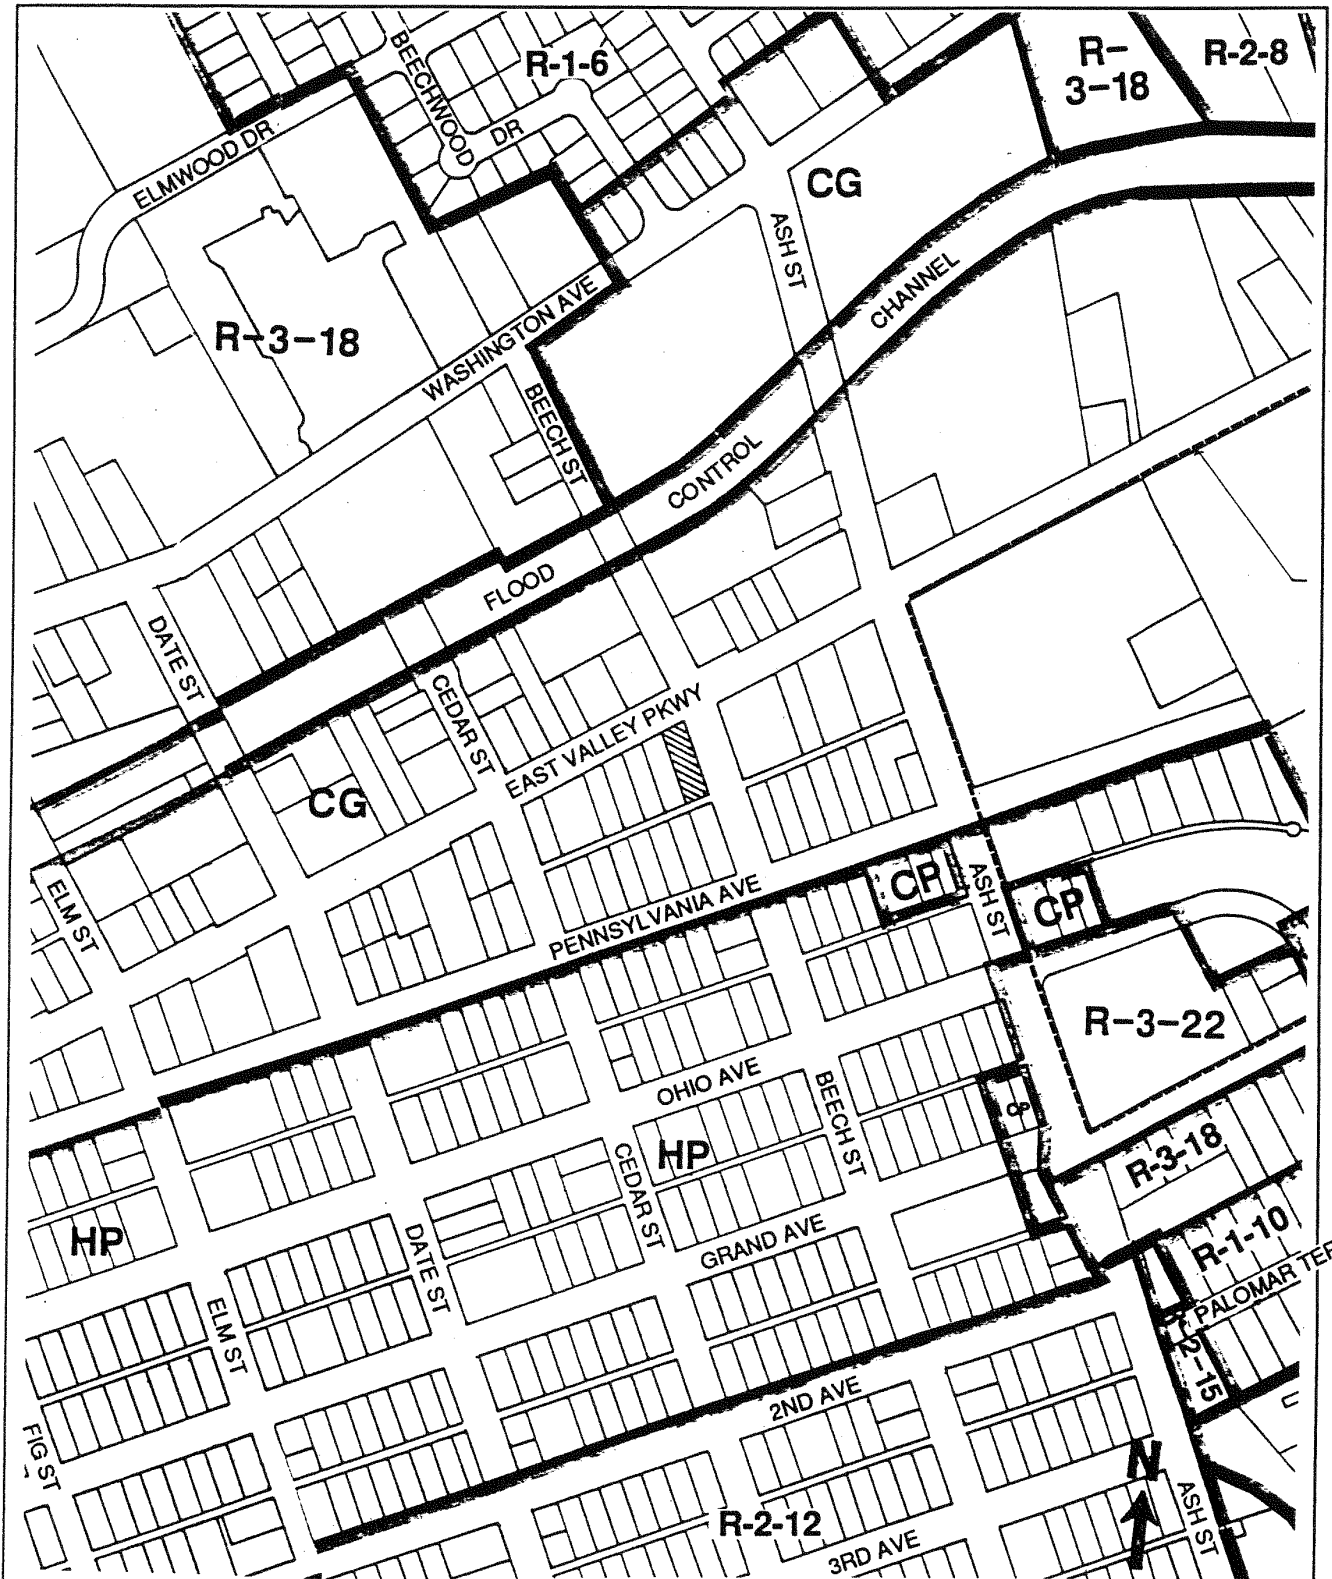 R-1-6
R-
3-18
R-2-8
BEECHWOOD
DR
ELMWOOD DR
CG
ASH ST
CHANNEL
R-3-18
WASHINGTON AVE
BEECH ST
CONTROL
FLOOD
DATE ST
CEDAR ST
EAST VALLEY PKWY
CG
ELM ST
PENNSYLVANIA AVE
CP
ASH ST
CP
R-3-22
OHIO AVE
BEECH ST
CP
HP
CEDAR ST
R-3-18
HP
GRAND AVE
R-1-10
DATE ST
PALOMAR TER
ELM ST
2-15
2ND AVE
FIG ST
N
ASH ST
R-2-12
3RD AVE